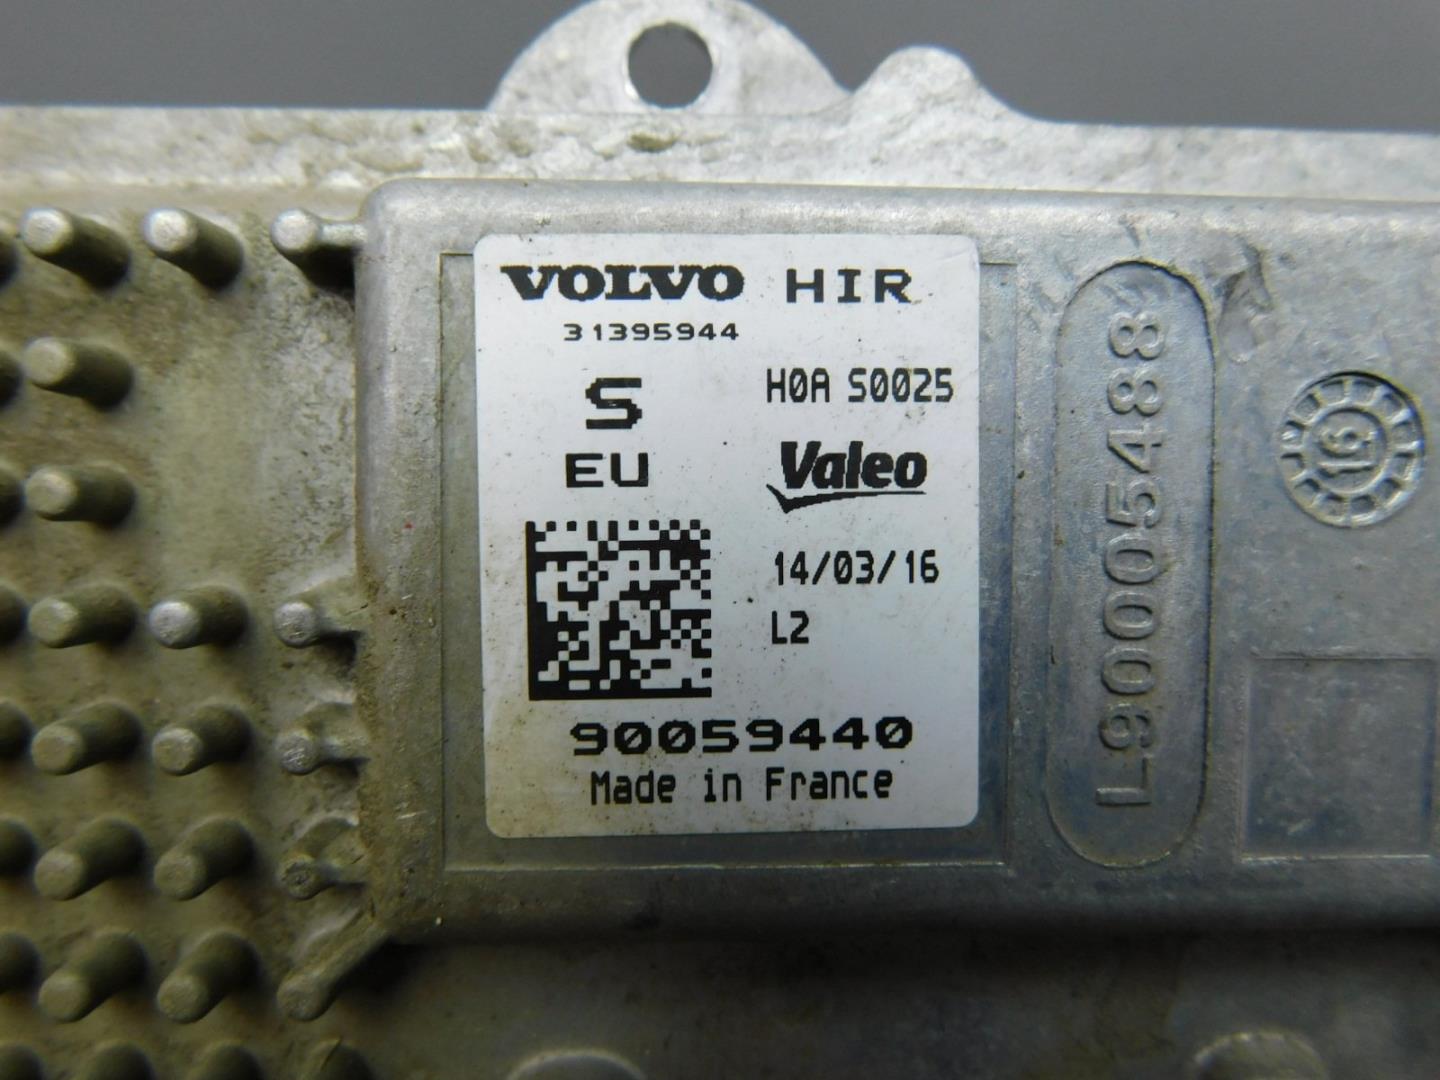 VOLVO HIR
31395944
S
H0A S0025
EU
Valeo
14/03/16
L2
90059440
Made in France
L90005488
16